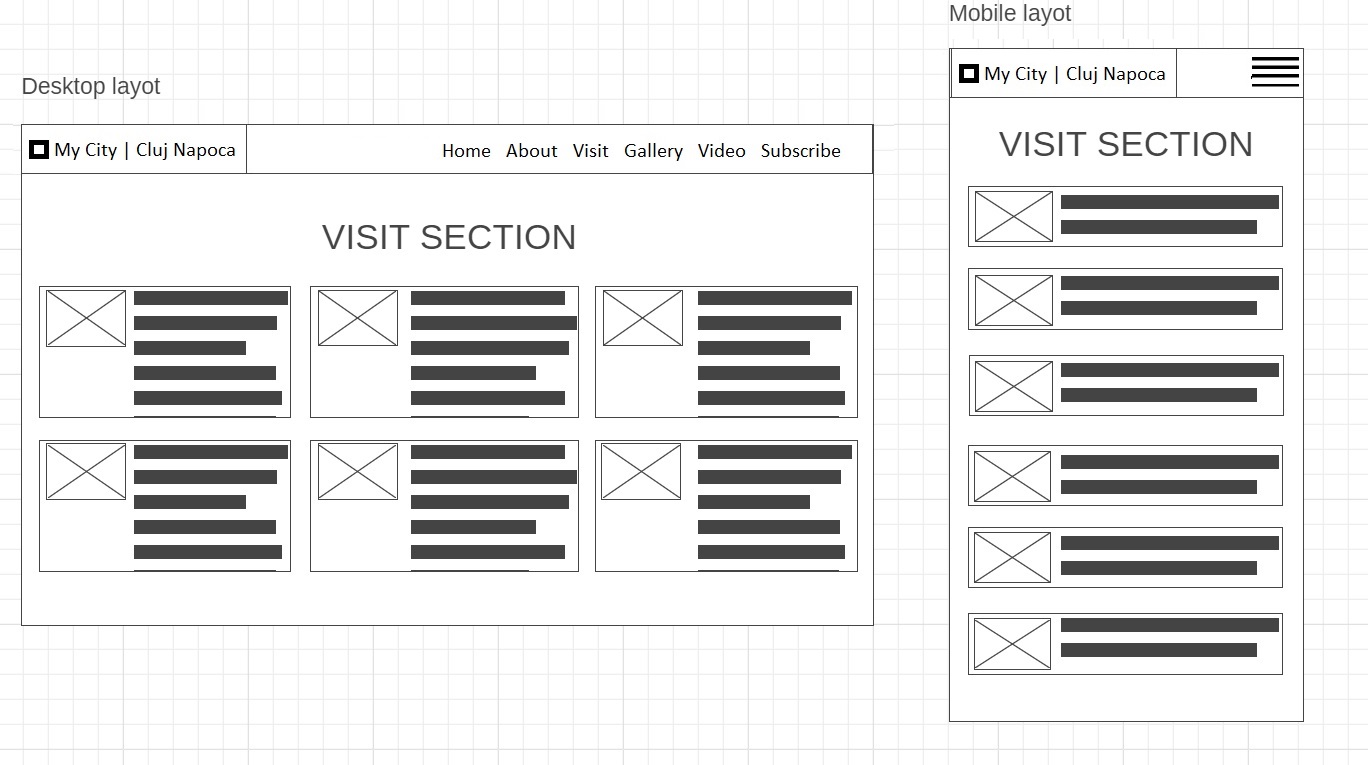 Desktop layot
My City | Cluj Napoca
Home About Visit Gallery Video Subscribe
VISIT SECTION
Mobile layot
My City | Cluj Napoca
VISIT SECTION